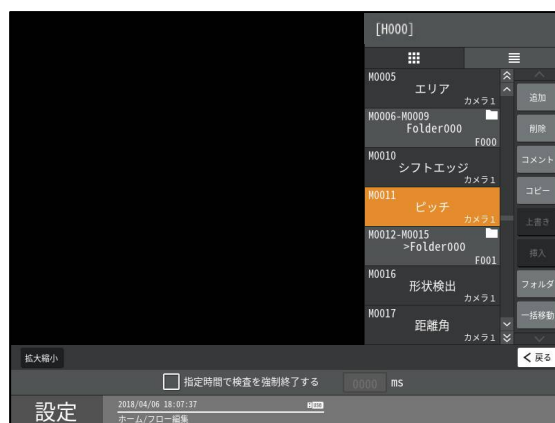 [H000]
M0005
エリア
カメラ1
M0006-M0009
Folder000
F000
M0010
シフトエッジ
カメラ1
M0011
ピッチ
カメラ1
M0012-M0015
>Folder000
F001
M0016
形状検出
カメラ1
M0017
距離角
カメラ1
追加
削除
コメント
コピー
上書き
挿入
フォルダ
一括移動
拡大縮小
戻る
指定時間で検査を強制終了する
0000 ms
設定
2018/04/06 18:07:37
ホーム/フロー編集